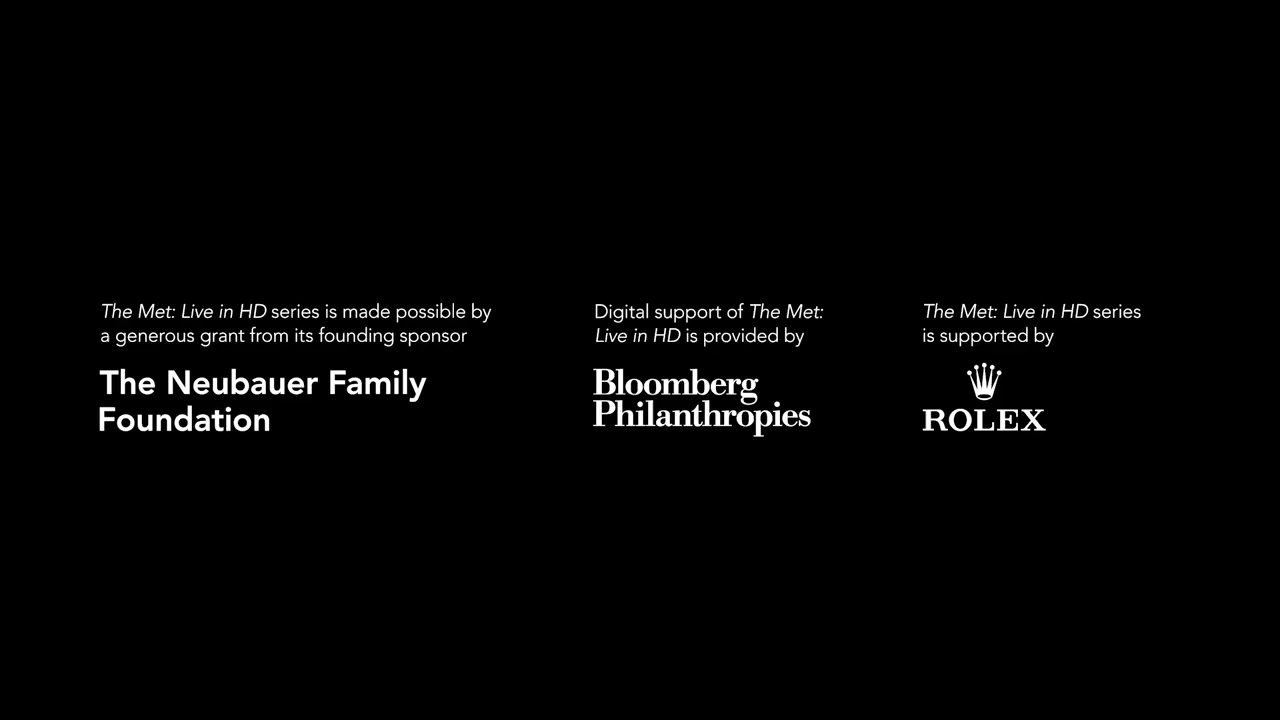 The Met: Live in HD series is made possible by
a generous grant from its founding sponsor
The Neubauer Family
Foundation
Digital support of The Met:
Live in HD is provided by
Bloomberg
Philanthropies
The Met: Live in HD series
is supported by
ROLEX